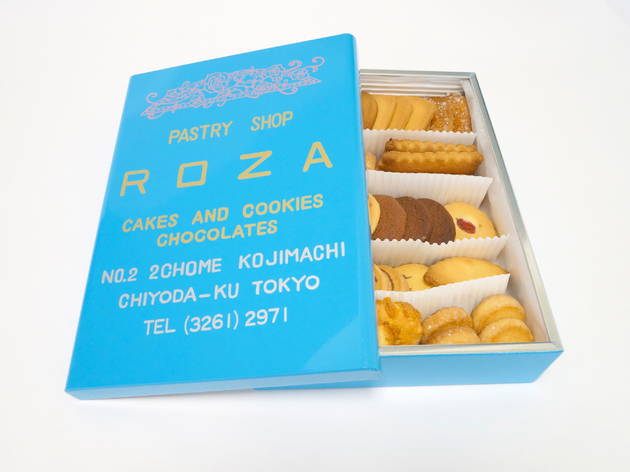 PASTRY SHOP
ROZA
CAKES AND COOKIES
CHOCOLATES
NO.2 2CHOME KOJIMACHI
CHIYODA-KU TOKYO
TEL (3261) 2971